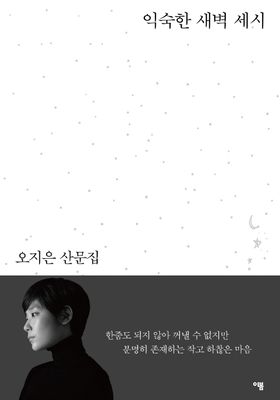 익숙한 새벽 세시
오지은 산문집
한줌도 되지 않아 꺼낼 수 없지만
분명히 존재하는 작고 하찮은 마음
이봄